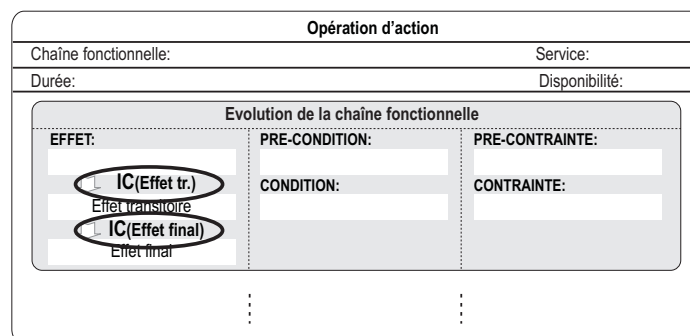 Opération d'action
Chaîne fonctionnelle: Service:
Durée: Disponibilité:
Evolution de la chaîne fonctionnelle
EFFET: PRE-CONDITION: PRE-CONTRAINTE:
IC(Effet tr.) CONDITION: CONTRAINTE:
Effet transitoire
IC(Effet final)
Effet final